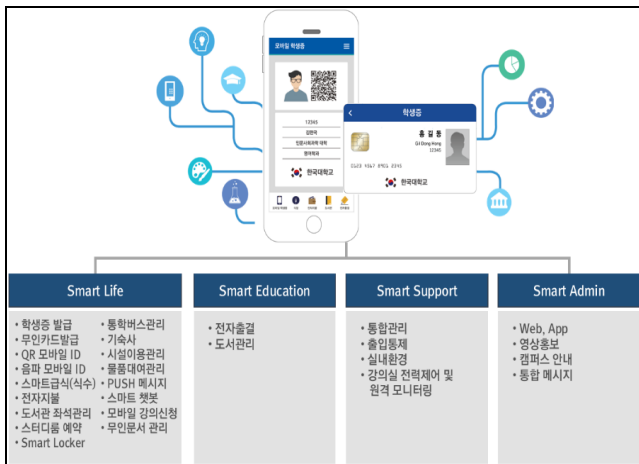 모바일 학생증
12345
김한국
인문사회과학 대학
영어학과
한국대학교
학생증
홍 길 동
Gil Dong Hong
12345
한국대학교
Smart Life
• 학생증 발급
• 무인카드발급
• QR 모바일 ID
• 음파 모바일 ID
• 스마트급식(식수)
• 전자지불
• 도서관 좌석관리
• 스터디룸 예약
• Smart Locker
• 통학버스관리
• 기숙사
• 시설이용관리
• 물품대여관리
• PUSH 메시지
• 스마트 챗봇
• 모바일 강의신청
• 무인문서 관리
Smart Education
• 전자출결
• 도서관리
Smart Support
• 통합관리
• 출입통제
• 실내환경
• 강의실 전력제어 및
원격 모니터링
Smart Admin
• Web, App
• 영상홍보
• 캠퍼스 안내
• 통합 메시지